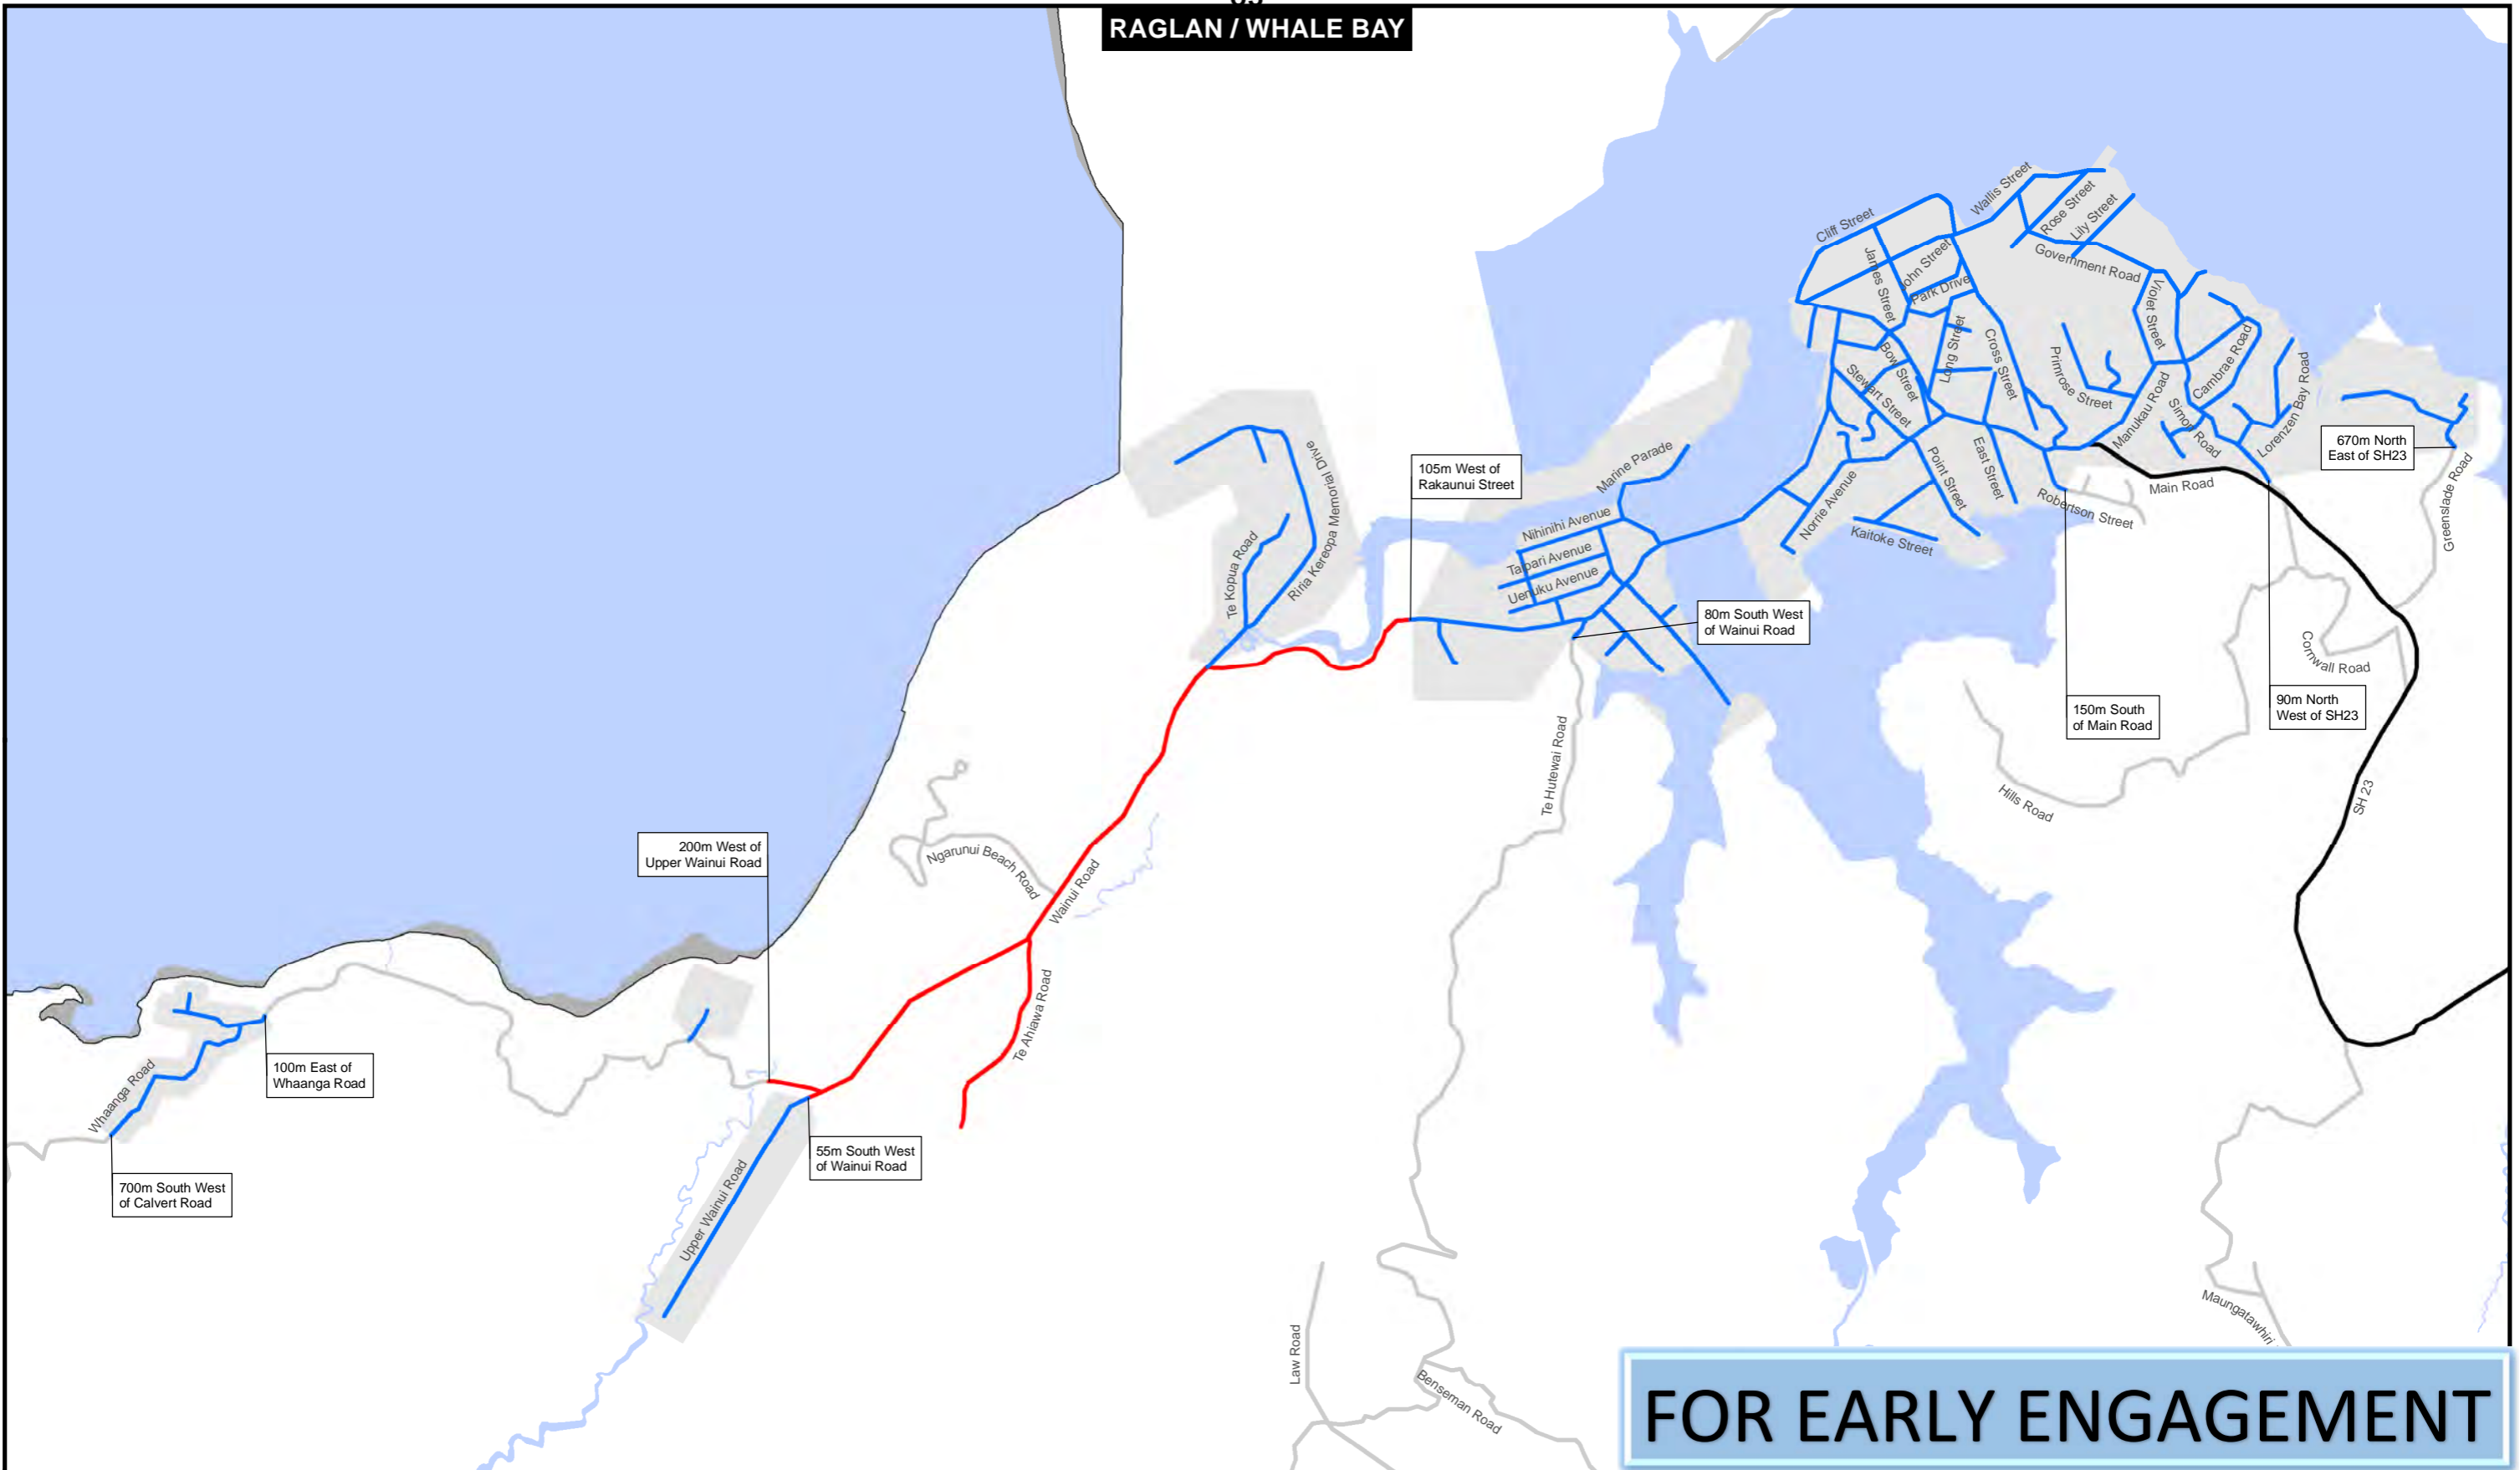 RAGLAN / WHALE BAY
Wallis Street
Rose Street
Lily Street
Cliff Street
James Street
John Street
Park Drive
Government Road
Violet Street
Long Street
Cross Street
Bow Street
Stewart Street
Primrose Street
Manukau Road
Cambrae Road
Simon Road
Lorenzen Bay Road
670m North
East of SH23
Greenslade Road
Main Road
Robertson Street
East Street
Point Street
Norrie Avenue
Kaitoke Street
Marine Parade
Nihinihi Avenue
Taipari Avenue
Uenuku Avenue
105m West of
Rakaunui Street
Riria Kereopa Memorial Drive
Te Kopua Road
80m South West
of Wainui Road
150m South
of Main Road
90m North
West of SH23
Cornwall Road
Hills Road
SH 23
Te Hutewai Road
200m West of
Upper Wainui Road
Ngarunui Beach Road
Wainui Road
Te Ahiawa Road
100m East of
Whaanga Road
Whaanga Road
700m South West
of Calvert Road
55m South West
of Wainui Road
Upper Wainui Road
Law Road
Benseman Road
Maungatawhiri
FOR EARLY ENGAGEMENT